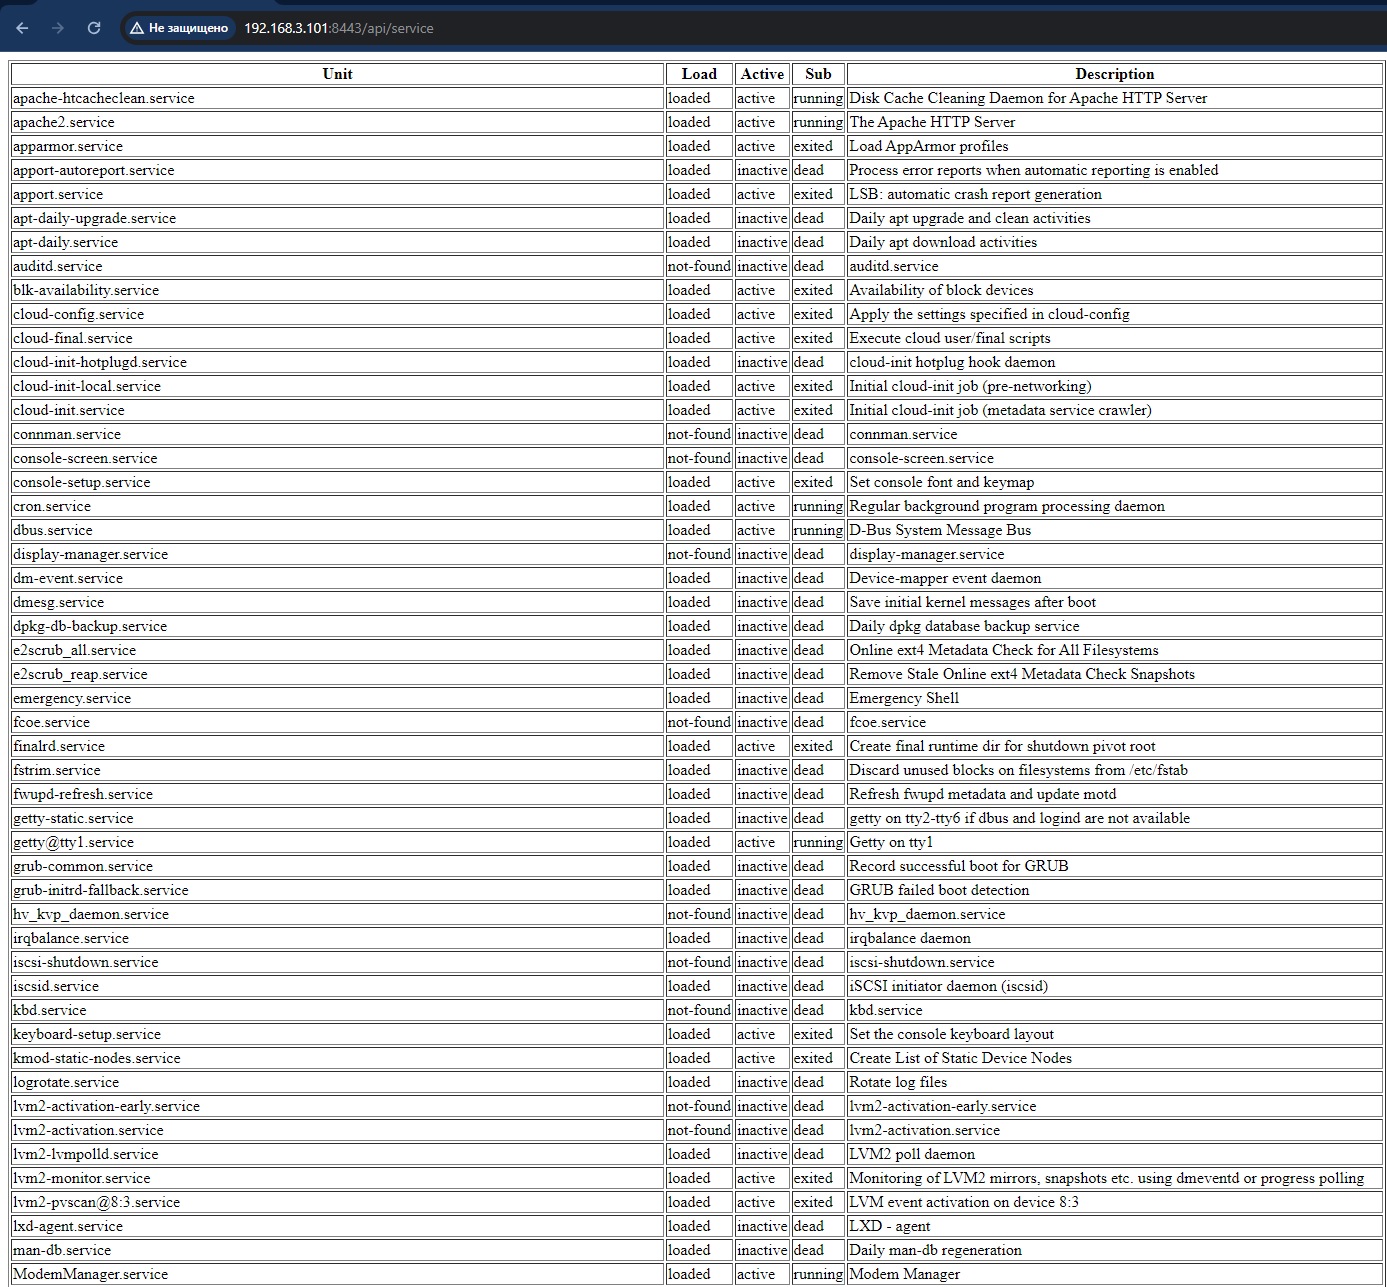 Не защищено 192.168.3.101:8443/api/service
Unit Load Active Sub Description
apache-htcacheclean.service loaded active running Disk Cache Cleaning Daemon for Apache HTTP Server
apache2.service loaded active running The Apache HTTP Server
apparmor.service loaded active exited Load AppArmor profiles
apport-autoreport.service loaded inactive dead Process error reports when automatic reporting is enabled
apport.service loaded active exited LSB: automatic crash report generation
apt-daily-upgrade.service loaded inactive dead Daily apt upgrade and clean activities
apt-daily.service loaded inactive dead Daily apt download activities
auditd.service not-found inactive dead auditd.service
blk-availability.service loaded active exited Availability of block devices
cloud-config.service loaded active exited Apply the settings specified in cloud-config
cloud-final.service loaded active exited Execute cloud user/final scripts
cloud-init-hotplugd.service loaded inactive dead cloud-init hotplug hook daemon
cloud-init-local.service loaded active exited Initial cloud-init job (pre-networking)
cloud-init.service loaded active exited Initial cloud-init job (metadata service crawler)
connman.service not-found inactive dead connman.service
console-screen.service not-found inactive dead console-screen.service
console-setup.service loaded active exited Set console font and keymap
cron.service loaded active running Regular background program processing daemon
dbus.service loaded active running D-Bus System Message Bus
display-manager.service not-found inactive dead display-manager.service
dm-event.service loaded inactive dead Device-mapper event daemon
dmesg.service loaded inactive dead Save initial kernel messages after boot
dpkg-db-backup.service loaded inactive dead Daily dpkg database backup service
e2scrub_all.service loaded inactive dead Online ext4 Metadata Check for All Filesystems
e2scrub_reap.service loaded inactive dead Remove Stale Online ext4 Metadata Check Snapshots
emergency.service loaded inactive dead Emergency Shell
fcoe.service not-found inactive dead fcoe.service
finalrd.service loaded active exited Create final runtime dir for shutdown pivot root
fstrim.service loaded inactive dead Discard unused blocks on filesystems from /etc/fstab
fwupd-refresh.service loaded inactive dead Refresh fwupd metadata and update motd
getty-static.service loaded inactive dead getty on tty2-tty6 if dbus and logind are not available
getty@tty1.service loaded active running Getty on tty1
grub-common.service loaded inactive dead Record successful boot for GRUB
grub-initrd-fallback.service loaded inactive dead GRUB failed boot detection
hv_kvp_daemon.service not-found inactive dead hv_kvp_daemon.service
irqbalance.service loaded inactive dead irqbalance daemon
iscsi-shutdown.service not-found inactive dead iscsi-shutdown.service
iscsid.service loaded inactive dead iSCSI initiator daemon (iscsid)
kbd.service not-found inactive dead kbd.service
keyboard-setup.service loaded active exited Set the console keyboard layout
kmod-static-nodes.service loaded active exited Create List of Static Device Nodes
logrotate.service loaded inactive dead Rotate log files
lvm2-activation-early.service not-found inactive dead lvm2-activation-early.service
lvm2-activation.service not-found inactive dead lvm2-activation.service
lvm2-lvmpolld.service loaded inactive dead LVM2 poll daemon
lvm2-monitor.service loaded active exited Monitoring of LVM2 mirrors, snapshots etc. using dmeventd or progress polling
lvm2-pvscan@8:3.service loaded active exited LVM event activation on device 8:3
lxd-agent.service loaded inactive dead LXD - agent
man-db.service loaded inactive dead Daily man-db regeneration
ModemManager.service loaded active running Modem Manager